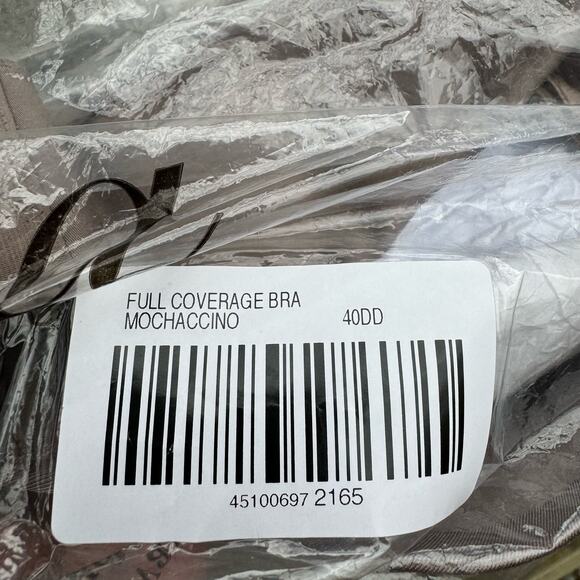 FULL COVERAGE BRA
MOCHACCINO 40DD
45100697 2165